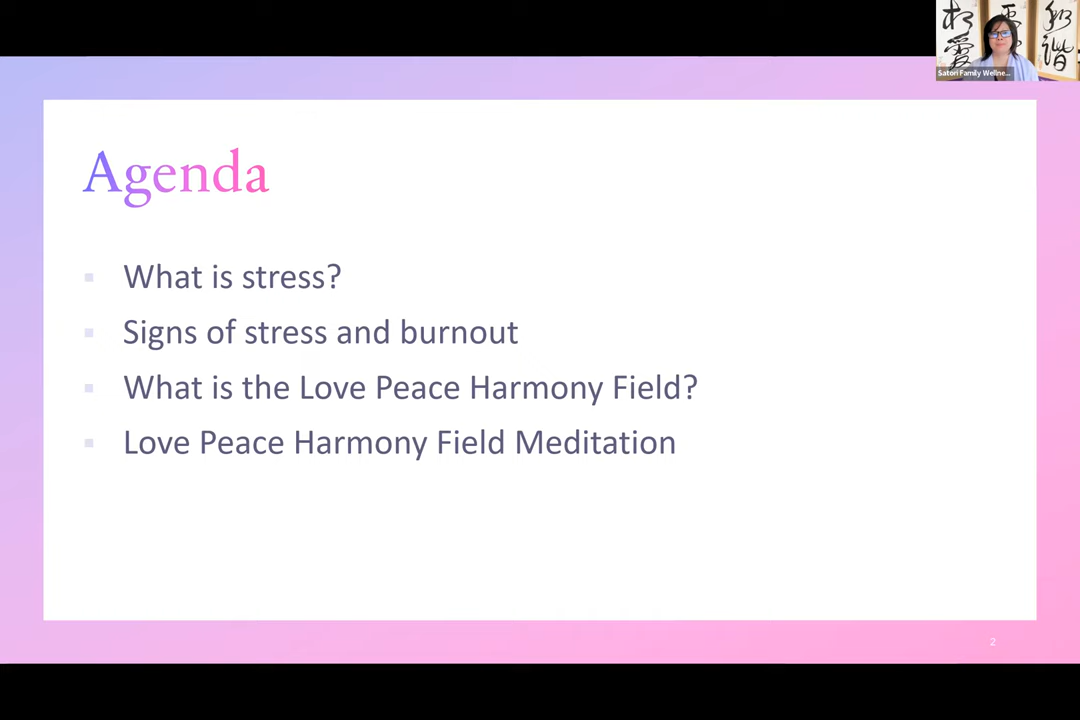 Satori Family Wellne...
Agenda
What is stress?
Signs of stress and burnout
What is the Love Peace Harmony Field?
Love Peace Harmony Field Meditation
2